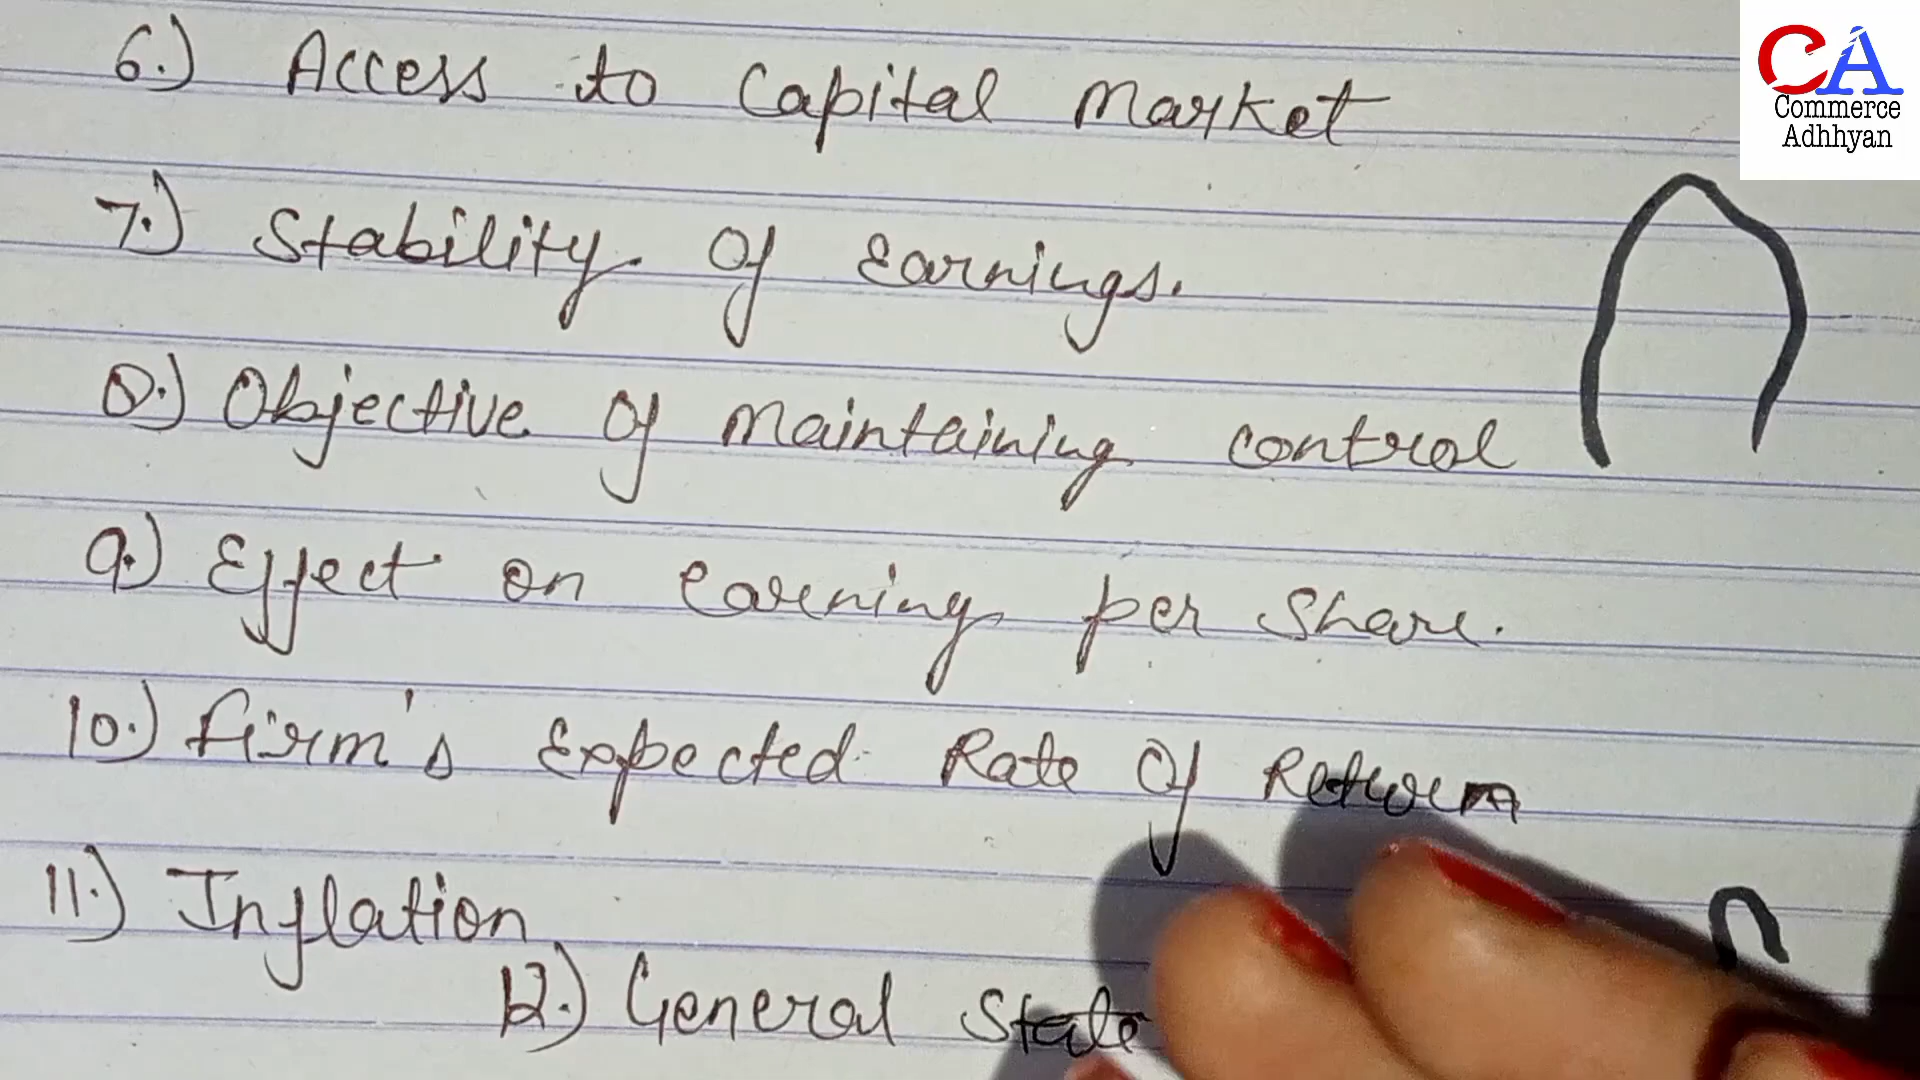 6.) Access to Capital Market
7.) Stability of Earnings.
8.) Objective of Maintaining control
9.) Effect on earning per share.
10.) firm's Expected Rate of Return
11.) Inflation
12.) General State
CA
Commerce
Adhhyan